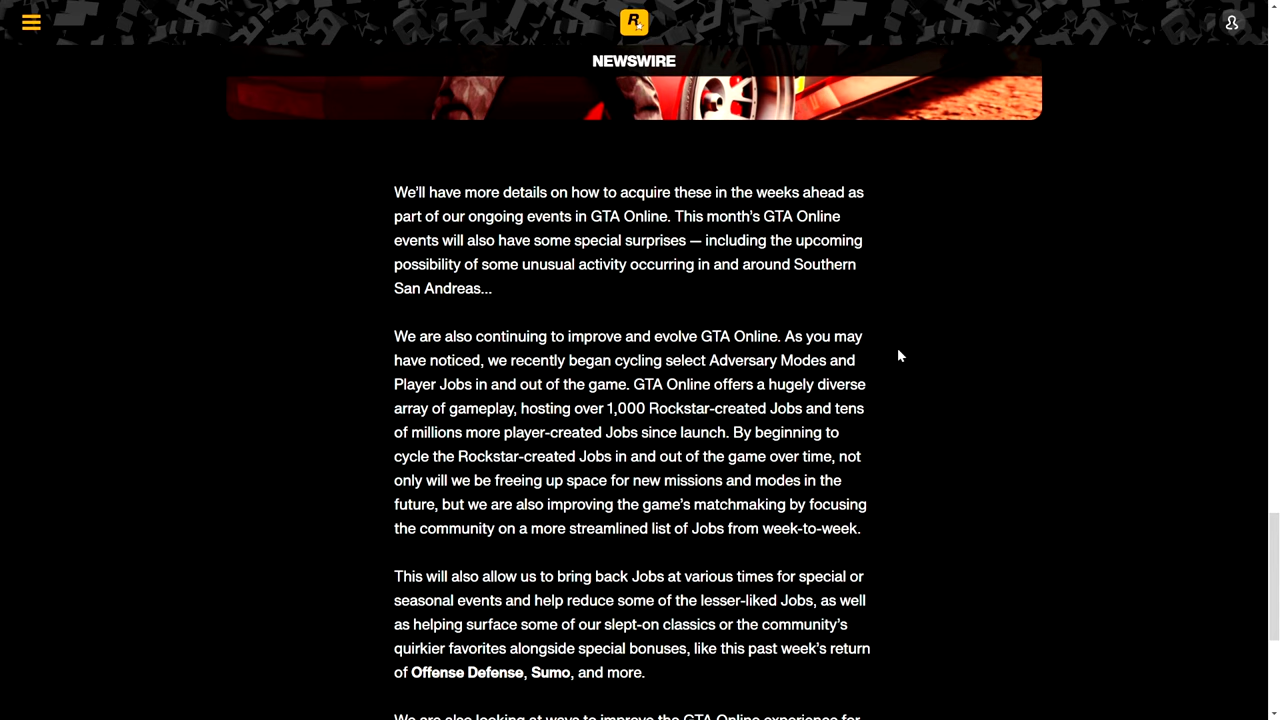 R
NEWSWIRE
We'll have more details on how to acquire these in the weeks ahead as
part of our ongoing events in GTA Online. This month's GTA Online
events will also have some special surprises — including the upcoming
possibility of some unusual activity occurring in and around Southern
San Andreas...
We are also continuing to improve and evolve GTA Online. As you may
have noticed, we recently began cycling select Adversary Modes and
Player Jobs in and out of the game. GTA Online offers a hugely diverse
array of gameplay, hosting over 1,000 Rockstar-created Jobs and tens
of millions more player-created Jobs since launch. By beginning to
cycle the Rockstar-created Jobs in and out of the game over time, not
only will we be freeing up space for new missions and modes in the
future, but we are also improving the game's matchmaking by focusing
the community on a more streamlined list of Jobs from week-to-week.
This will also allow us to bring back Jobs at various times for special or
seasonal events and help reduce some of the lesser-liked Jobs, as well
as helping surface some of our slept-on classics or the community's
quirkier favorites alongside special bonuses, like this past week's return
of Offense Defense, Sumo, and more.
We are also looking at ways to improve the GTA Online experience for